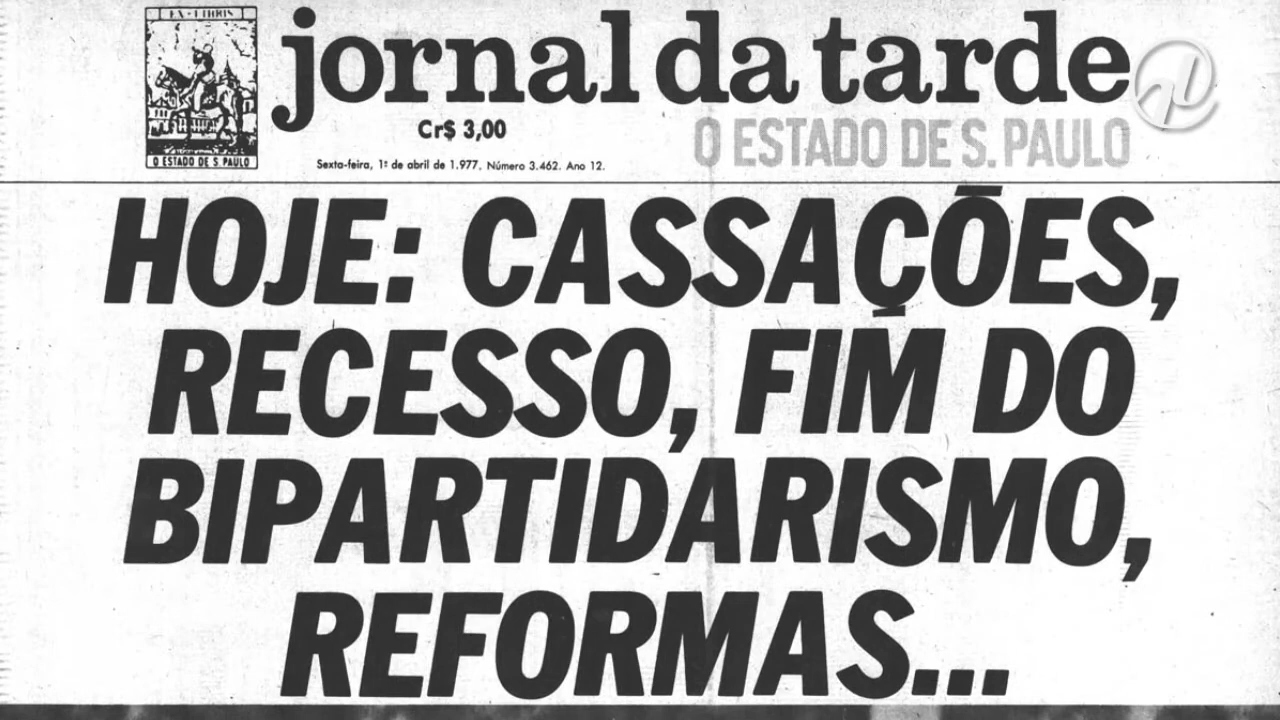 EX-LIBRIS
jornal da tarde
Cr$ 3,00
O ESTADO DE S. PAULO
O ESTADO DE S. PAULO
Sexta-feira, 1º de abril de 1.977. Número 3.462. Ano 12.
HOJE: CASSAÇÕES,
RECESSO, FIM DO
BIPARTIDARISMO,
REFORMAS...